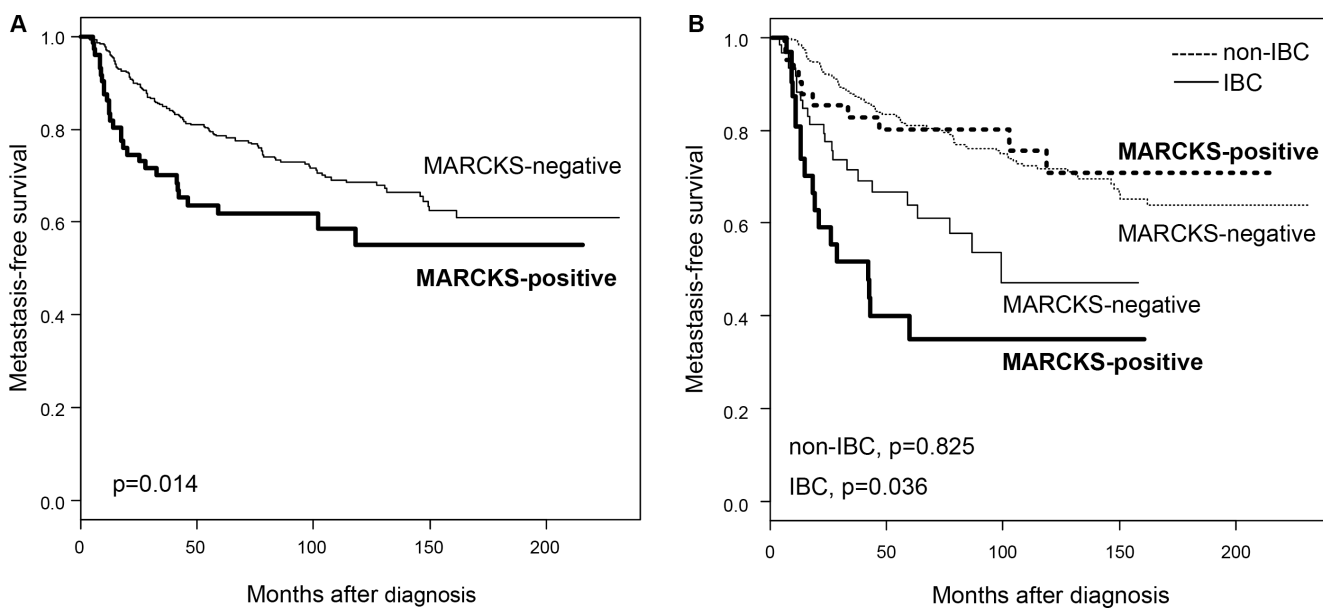 A
Metastasis-free survival
1.0
0.8
0.6
0.4
0.2
0.0
MARCKS-negative
MARCKS-positive
p=0.014
0 50 100 150 200
Months after diagnosis
B
Metastasis-free survival
1.0
0.8
0.6
0.4
0.2
0.0
non-IBC
IBC
MARCKS-positive
MARCKS-negative
MARCKS-negative
MARCKS-positive
non-IBC, p=0.825
IBC, p=0.036
0 50 100 150 200
Months after diagnosis